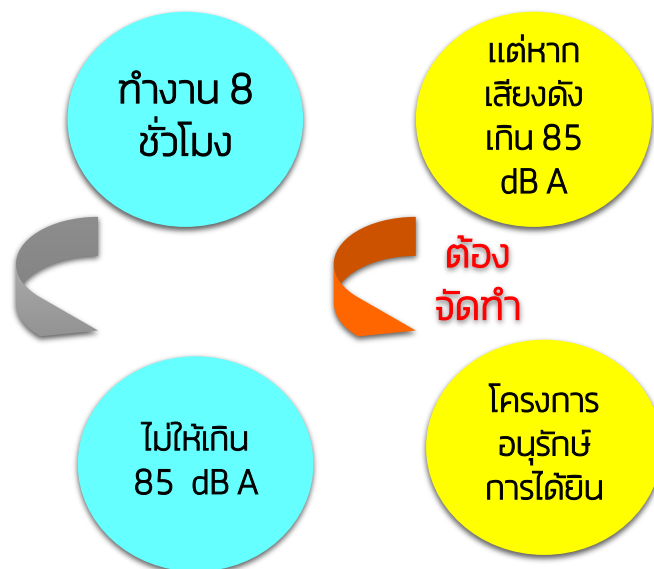 ทำงาน 8
ชั่วโมง
ไม่ให้เกิน
85 dB A
แต่หาก
เสียงดัง
เกิน 85
dB A
ต้อง
จัดทำ
โครงการ
อนุรักษ์
การได้ยิน